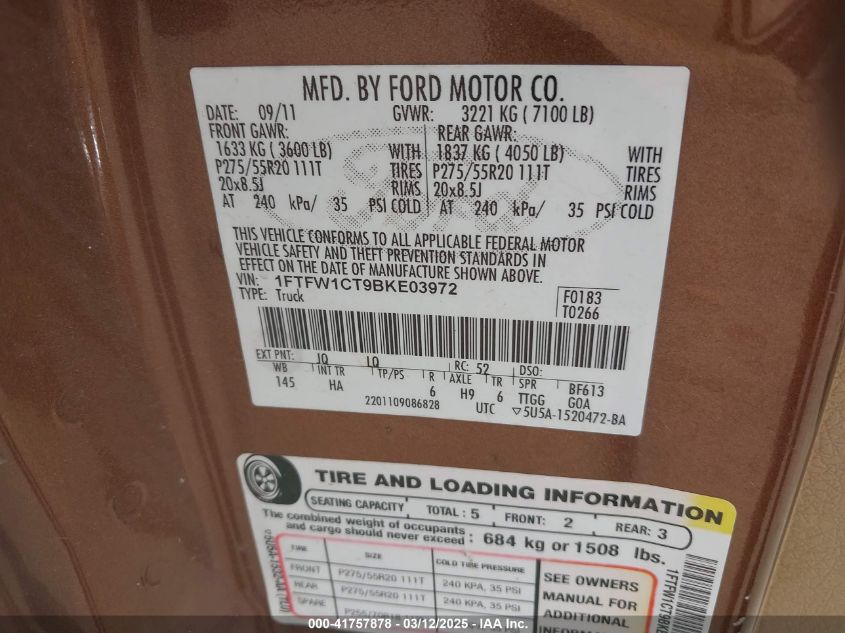 MFD. BY FORD MOTOR CO.
DATE: 09/11 GVWR: 3221 KG ( 7100 LB)
FRONT GAWR: REAR GAWR:
1633 KG ( 3600 LB) WITH 1837 KG ( 4050 LB) WITH
P275/55R20 111T TIRES P275/55R20 111T TIRES
20x8.5J RIMS 20x8.5J RIMS
AT 240 kPa/ 35 PSI COLD AT 240 kPa/ 35 PSI COLD
THIS VEHICLE CONFORMS TO ALL APPLICABLE FEDERAL MOTOR
VEHICLE SAFETY AND THEFT PREVENTION STANDARDS IN
EFFECT ON THE DATE OF MANUFACTURE SHOWN ABOVE.
VIN: 1FTFW1CT9BKE03972
TYPE: Truck
F0183
T0266
EXT PNT: JQ LQ RC: 52 DSO:
WB INT TR TP/PS R AXLE TR SPR BF613
145 HA 6 H9 6 TTGG GOA
2201109086828 UTC ▽5U5A-1520472-BA
TIRE AND LOADING INFORMATION
SEATING CAPACITY TOTAL : 5 FRONT: 2 REAR: 3
The combined weight of occupants
and cargo should never exceed : 684 kg or 1508 lbs.
TIRE SIZE COLD TIRE PRESSURE
FRONT P275/55R20 111T 240 KPA, 35 PSI
REAR P275/55R20 111T 240 KPA, 35 PSI
SPARE
SEE OWNERS
MANUAL FOR
ADDITIONAL
1FTFW1CT9BK
000-41757878 - 03/12/2025 - COPART